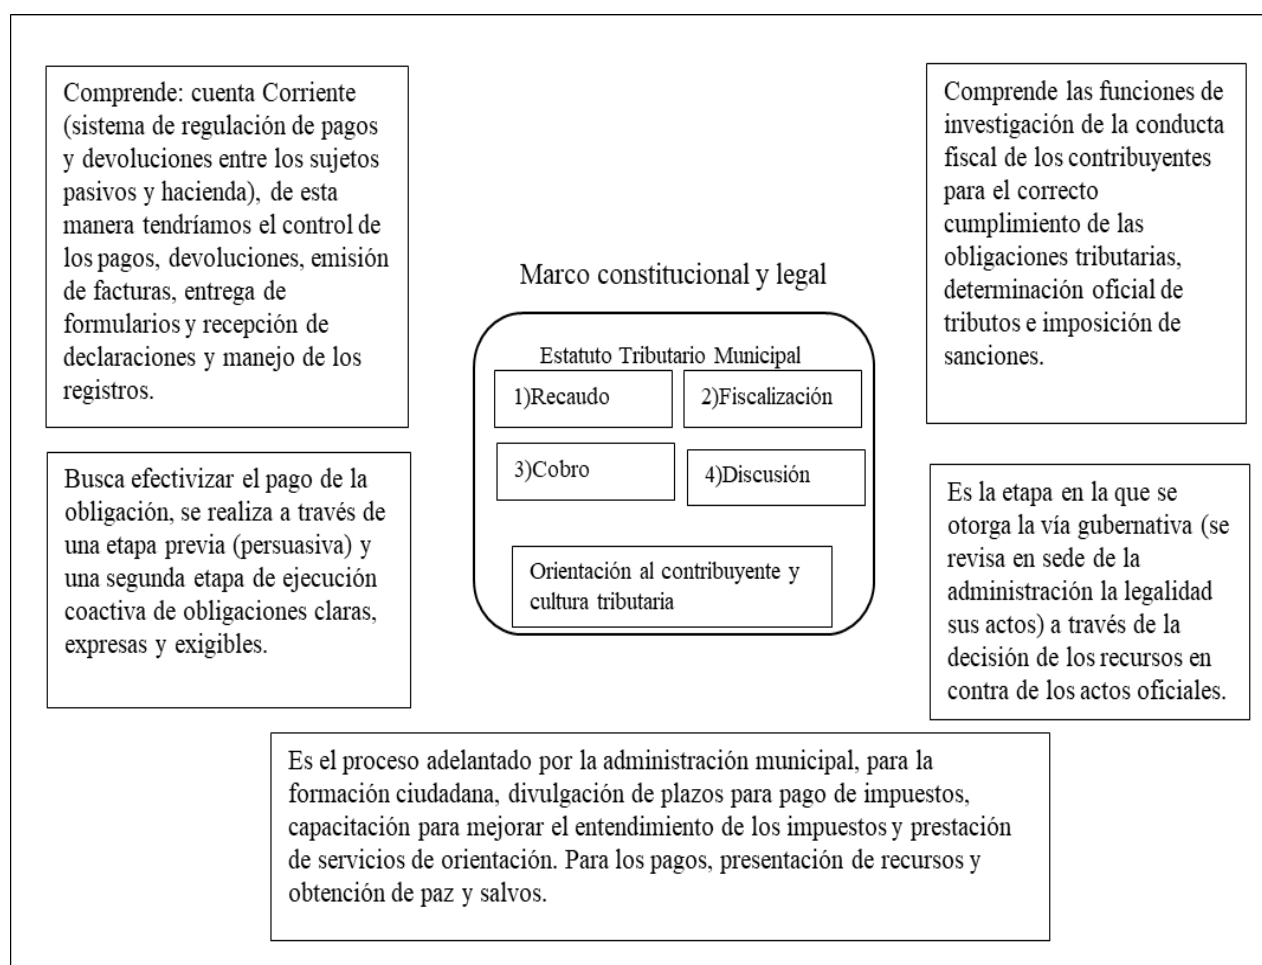 Comprende: cuenta Corriente
(sistema de regulación de pagos
y devoluciones entre los sujetos
pasivos y hacienda), de esta
manera tendríamos el control de
los pagos, devoluciones, emisión
de facturas, entrega de
formularios y recepción de
declaraciones y manejo de los
registros.
Comprende las funciones de
investigación de la conducta
fiscal de los contribuyentes
para el correcto
cumplimiento de las
obligaciones tributarias,
determinación oficial de
tributos e imposición de
sanciones.
Marco constitucional y legal
Estatuto Tributario Municipal
1)Recaudo
2)Fiscalización
3)Cobro
4)Discusión
Orientación al contribuyente y
cultura tributaria
Busca efectivizar el pago de la
obligación, se realiza a través de
una etapa previa (persuasiva) y
una segunda etapa de ejecución
coactiva de obligaciones claras,
expresas y exigibles.
Es la etapa en la que se
otorga la vía gubernativa (se
revisa en sede de la
administración la legalidad
sus actos) a través de la
decisión de los recursos en
contra de los actos oficiales.
Es el proceso adelantado por la administración municipal, para la
formación ciudadana, divulgación de plazos para pago de impuestos,
capacitación para mejorar el entendimiento de los impuestos y prestación
de servicios de orientación. Para los pagos, presentación de recursos y
obtención de paz y salvos.